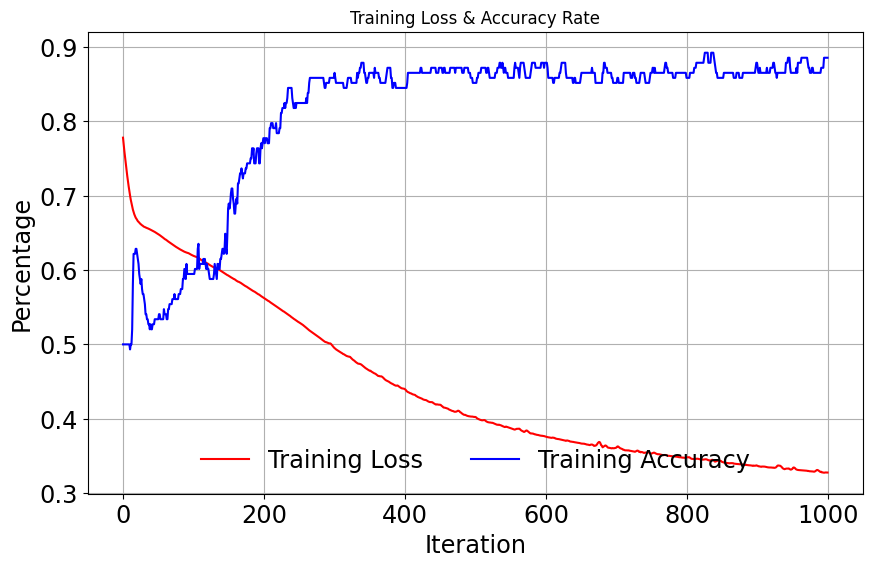 Training Loss & Accuracy Rate
Percentage
0.9
0.8
0.7
0.6
0.5
0.4
0.3
Training Loss Training Accuracy
0 200 400 600 800 1000
Iteration